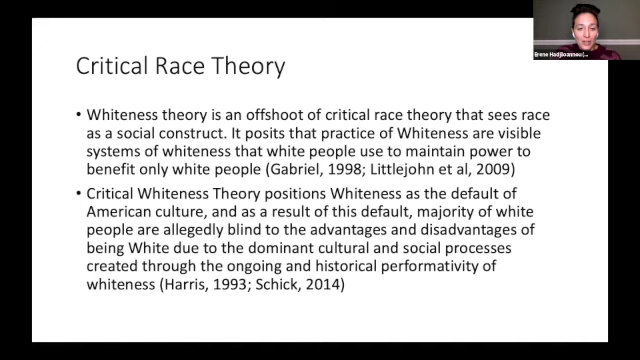 Critical Race Theory
• Whiteness theory is an offshoot of critical race theory that sees race
as a social construct. It posits that practice of Whiteness are visible
systems of whiteness that white people use to maintain power to
benefit only white people (Gabriel, 1998; Littlejohn et al, 2009)
• Critical Whiteness Theory positions Whiteness as the default of
American culture, and as a result of this default, majority of white
people are allegedly blind to the advantages and disadvantages of
being White due to the dominant cultural and social processes
created through the ongoing and historical performativity of
whiteness (Harris, 1993; Schick, 2014)
Erene Hadjiioannou